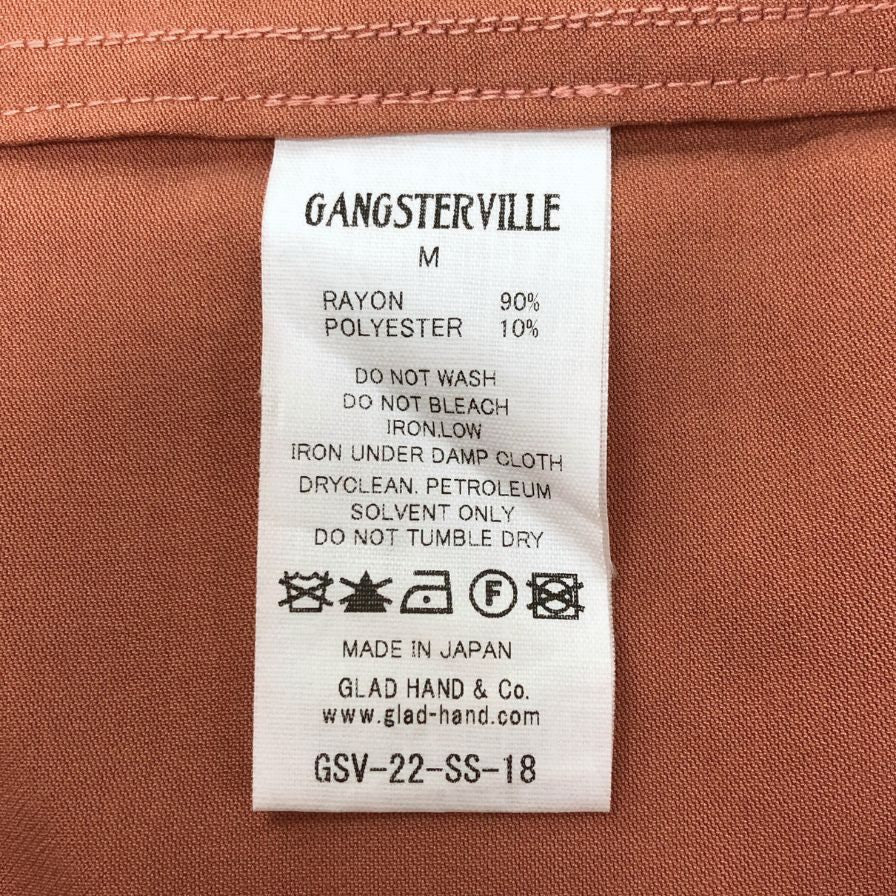 GANGSTERVILLE
M
RAYON 90%
POLYESTER 10%
DO NOT WASH
DO NOT BLEACH
IRON,LOW
IRON UNDER DAMP CLOTH
DRYCLEAN. PETROLEUM
SOLVENT ONLY
DO NOT TUMBLE DRY
F
MADE IN JAPAN
GLAD HAND & Co.
www.glad-hand.com
GSV-22-SS-18